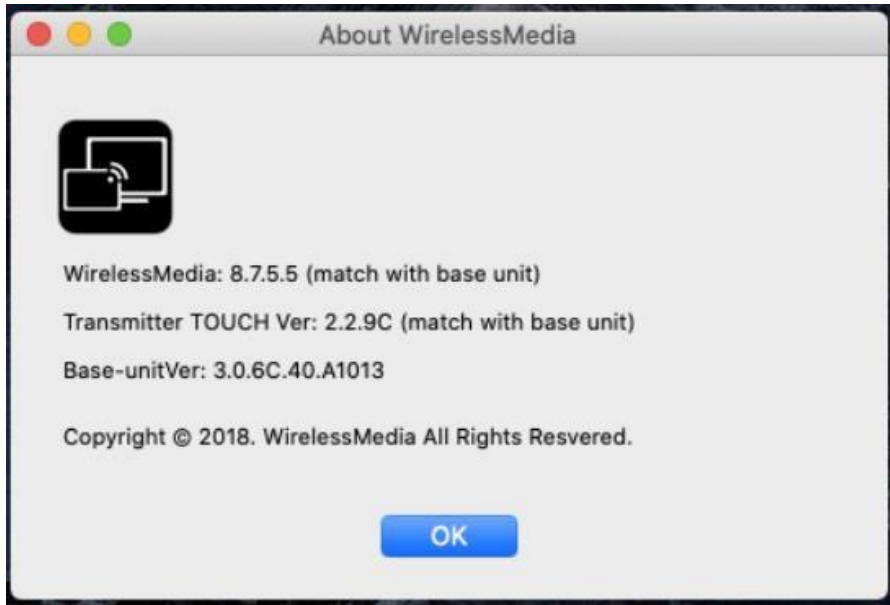 About WirelessMedia
WirelessMedia: 8.7.5.5 (match with base unit)
Transmitter TOUCH Ver: 2.2.9C (match with base unit)
Base-unitVer: 3.0.6C.40.A1013
Copyright © 2018. WirelessMedia All Rights Resvered.
OK